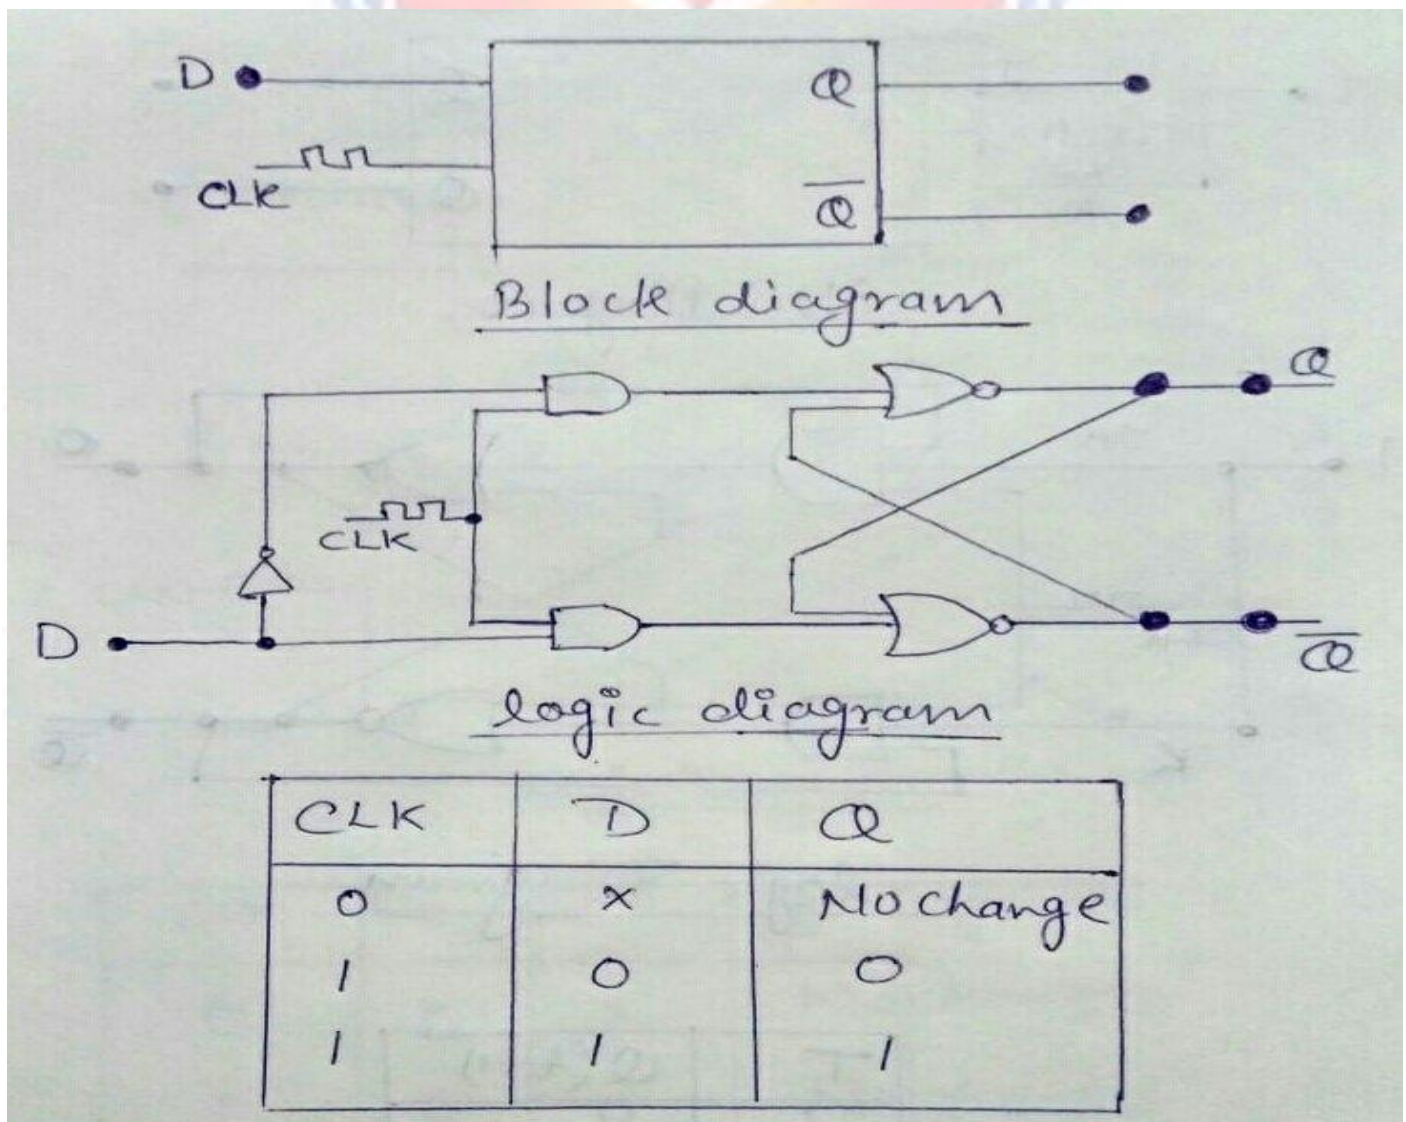 D
Q
CLK
Q̅
Block diagram
Q
CLK
D
Q̅
logic diagram
CLK D Q
0 x No change
1 0 0
1 1 1